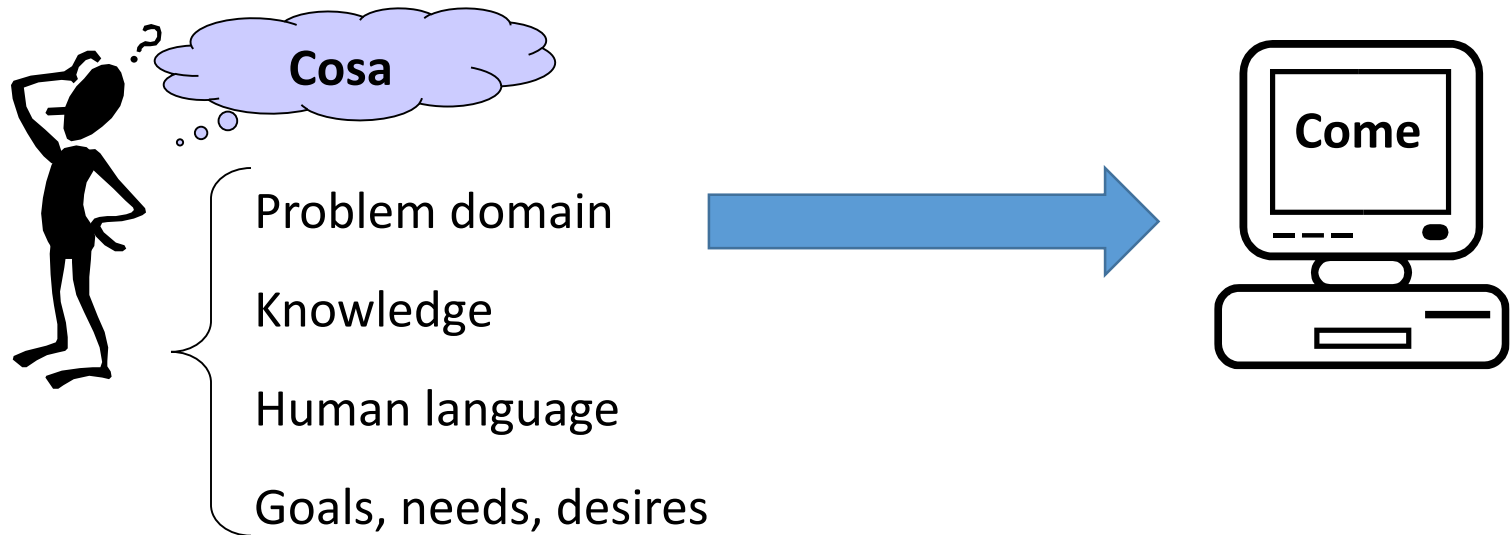 ?
Cosa
Come
Problem domain
Knowledge
Human language
Goals, needs, desires